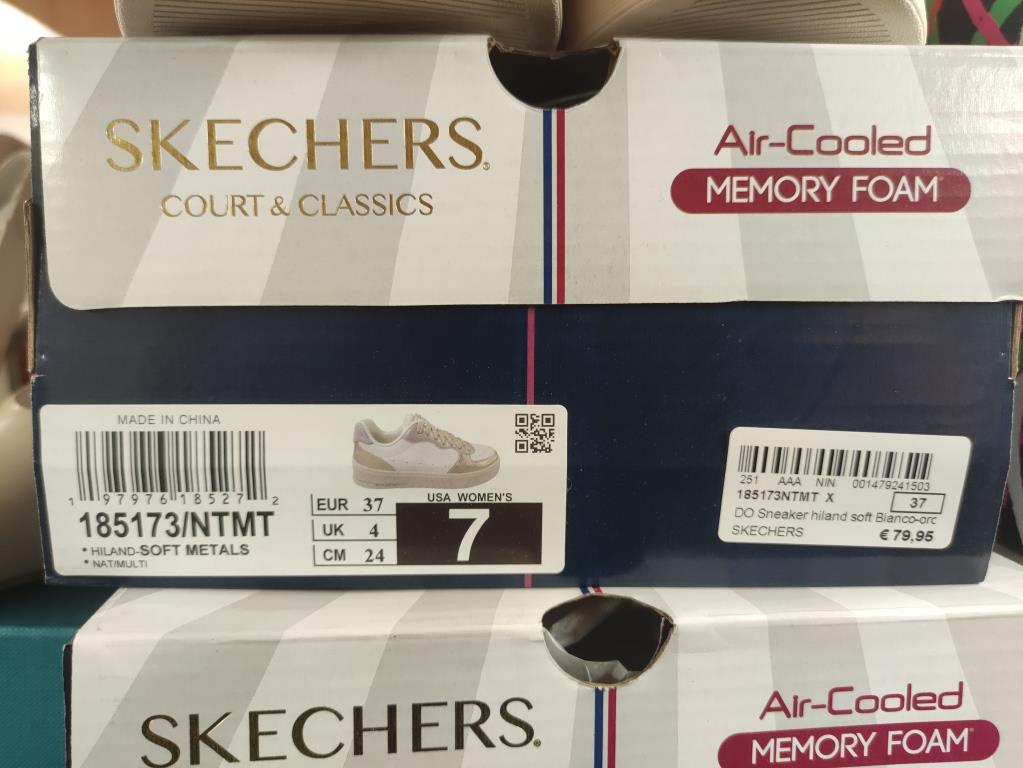 SKECHERS
COURT & CLASSICS
Air-Cooled
MEMORY FOAM
MADE IN CHINA
1 97976 18527 2
185173/NTMT
* HILAND-SOFT METALS
* NAT/MULTI
EUR 37
UK 4
CM 24
USA WOMEN'S
7
251 AAA NIN 001479241503
185173NTMT X 37
DO Sneaker hiland soft Bianco-orc
SKECHERS € 79,95
SKECHERS
Air-Cooled
MEMORY FOAM